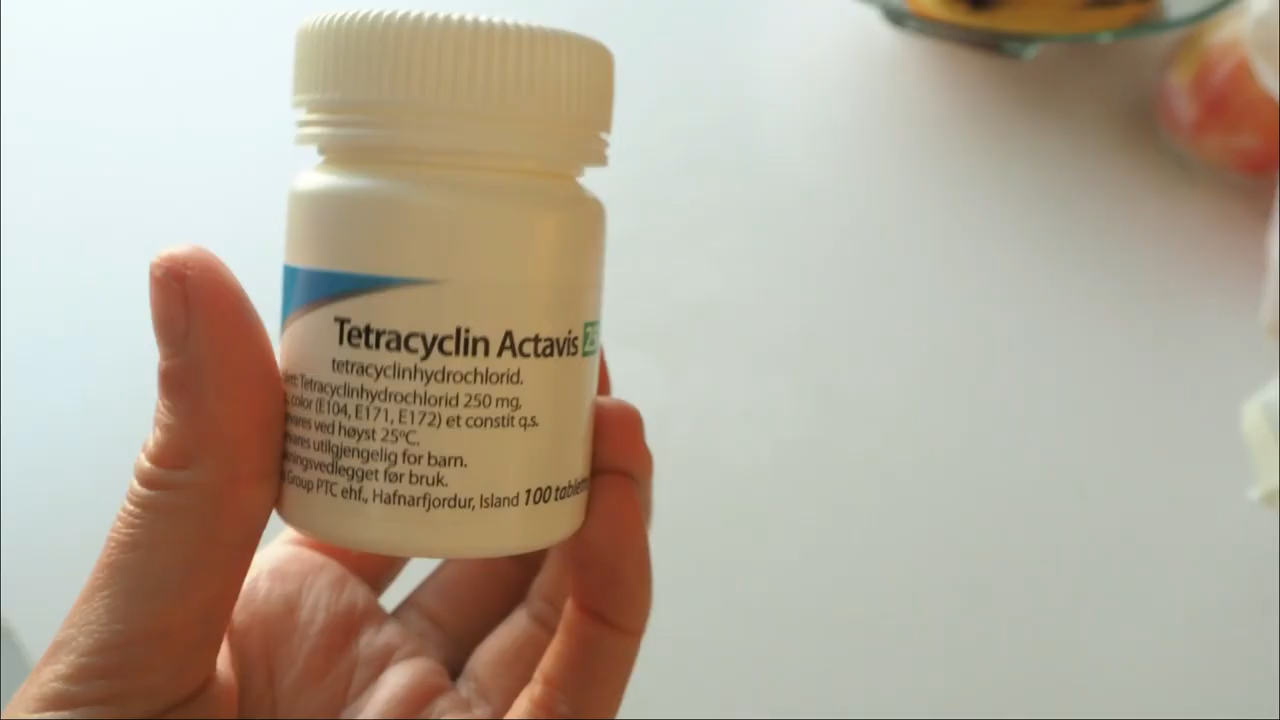 Tetracyclin Actavis
tetracyclinhydrochlorid.
Tetracyclinhydrochlorid 250 mg,
color (E104, E171, E172) et constit q.s.
ved høyst 25°C.
utilgjengelig for barn.
før bruk.
Group PTC ehf., Hafnarfjordur, Island 100